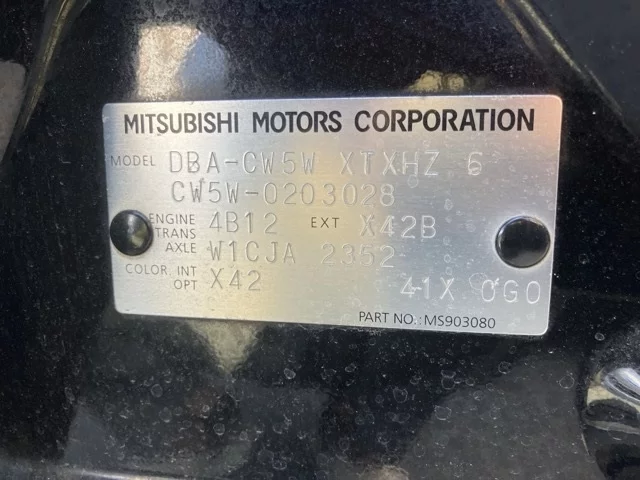 MITSUBISHI MOTORS CORPORATION
MODEL DBA-CW5W XTXHZ 6
CW5W-0203028
ENGINE 4B12 EXT X42B
TRANS AXLE W1CJA 2352
COLOR, INT OPT X42 41X 0G0
PART NO.:MS903080